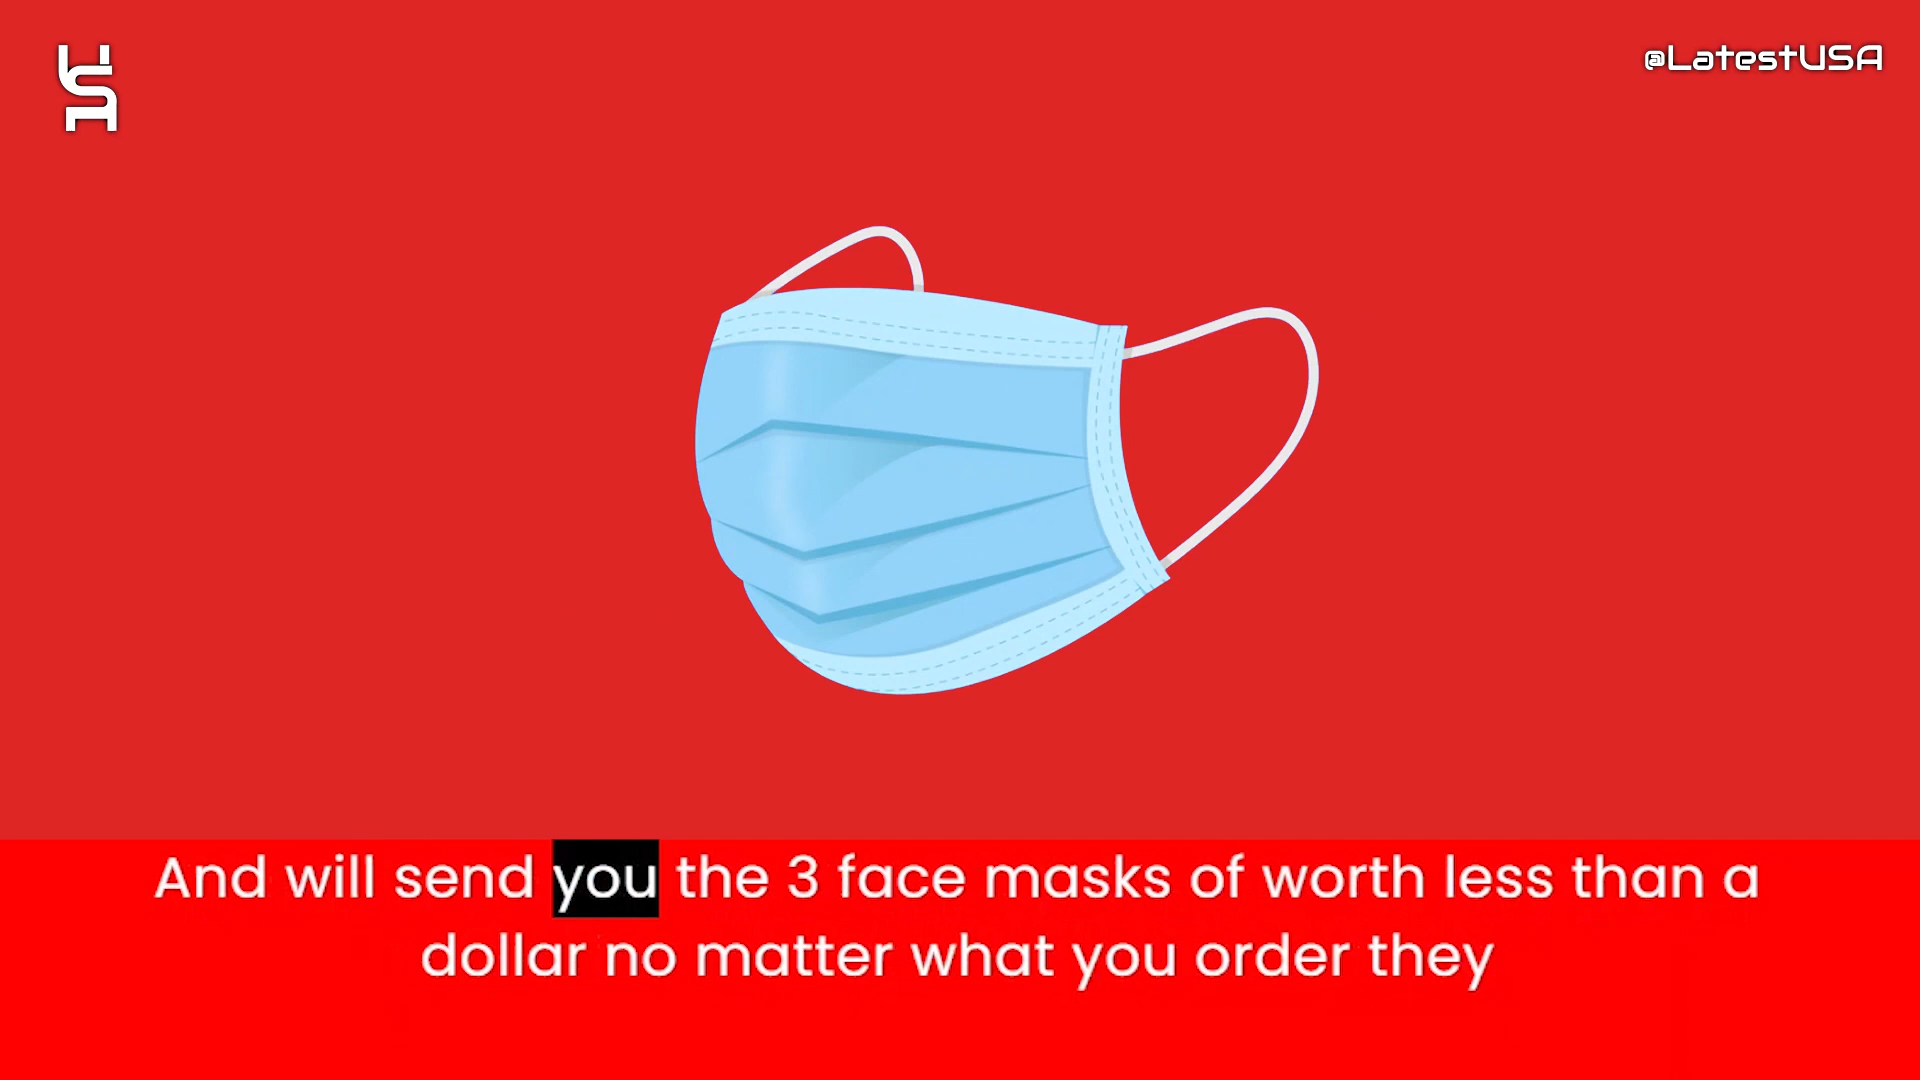 USA
@LatestUSA
And will send you the 3 face masks of worth less than a
dollar no matter what you order they